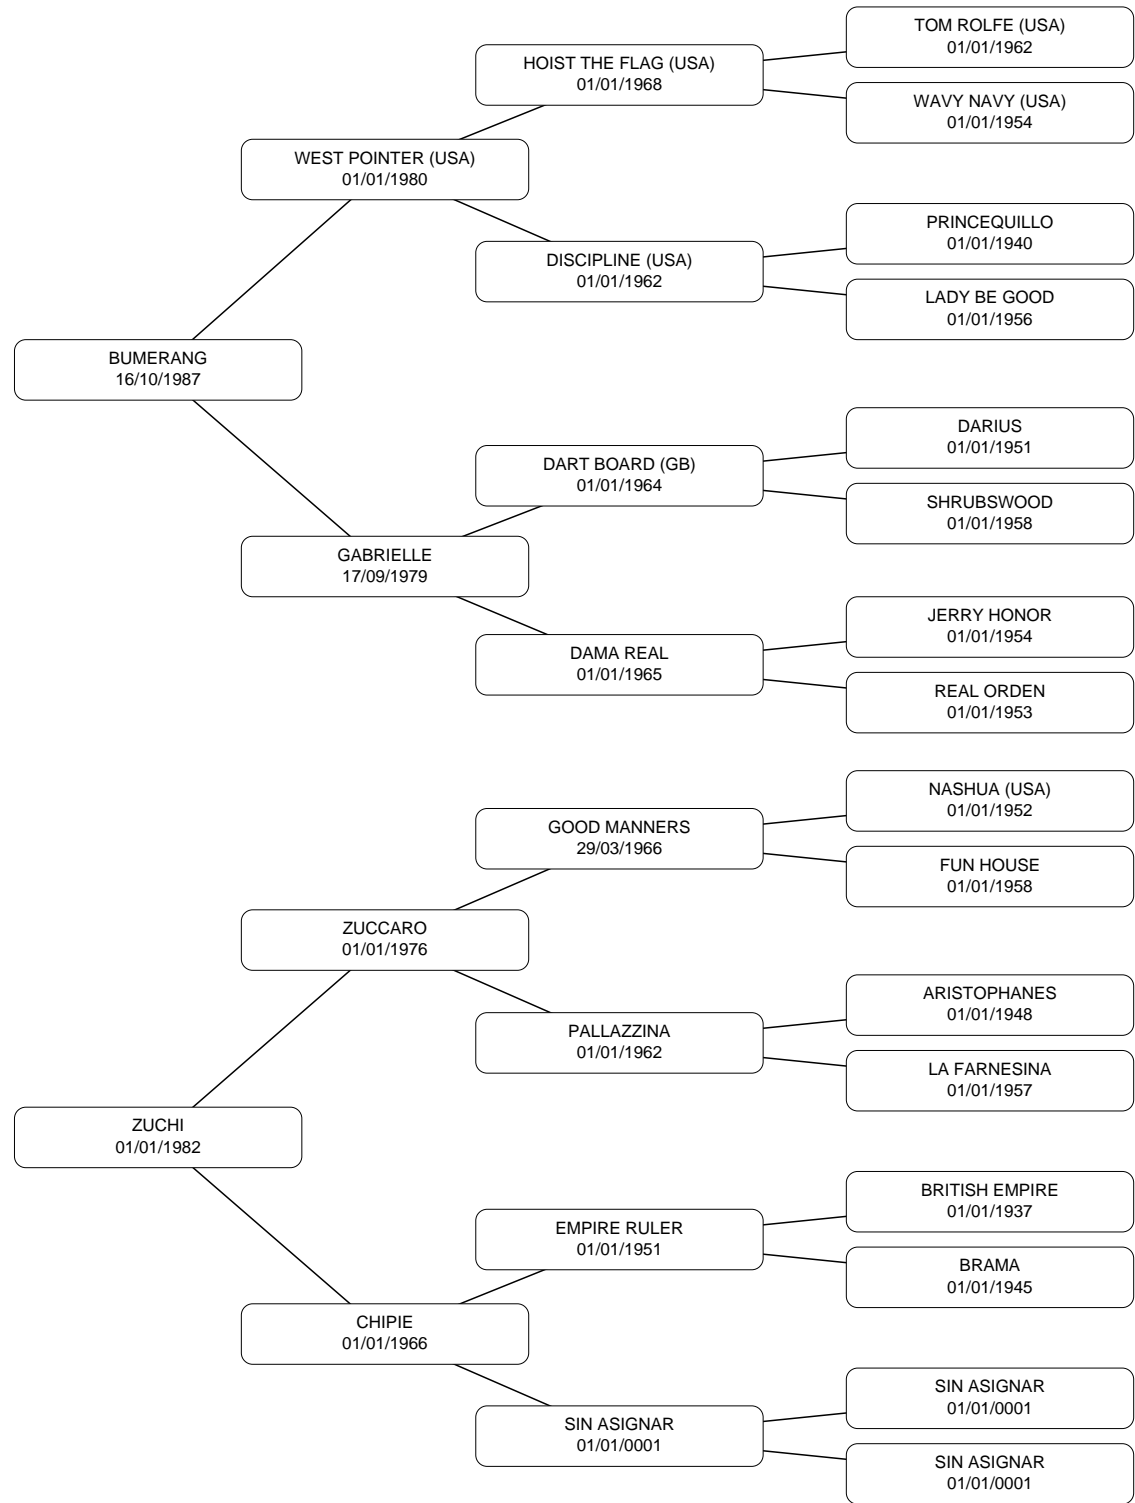 TOM ROLFE (USA)
01/01/1962
HOIST THE FLAG (USA)
01/01/1968
WAVY NAVY (USA)
01/01/1954
WEST POINTER (USA)
01/01/1980
PRINCEQUILLO
01/01/1940
DISCIPLINE (USA)
01/01/1962
LADY BE GOOD
01/01/1956
BUMERANG
16/10/1987
DARIUS
01/01/1951
DART BOARD (GB)
01/01/1964
SHRUBSWOOD
01/01/1958
GABRIELLE
17/09/1979
JERRY HONOR
01/01/1954
DAMA REAL
01/01/1965
REAL ORDEN
01/01/1953
NASHUA (USA)
01/01/1952
GOOD MANNERS
29/03/1966
FUN HOUSE
01/01/1958
ZUCCARO
01/01/1976
ARISTOPHANES
01/01/1948
PALLAZZINA
01/01/1962
LA FARNESINA
01/01/1957
ZUCHI
01/01/1982
BRITISH EMPIRE
01/01/1937
EMPIRE RULER
01/01/1951
BRAMA
01/01/1945
CHIPIE
01/01/1966
SIN ASIGNAR
01/01/0001
SIN ASIGNAR
01/01/0001
SIN ASIGNAR
01/01/0001